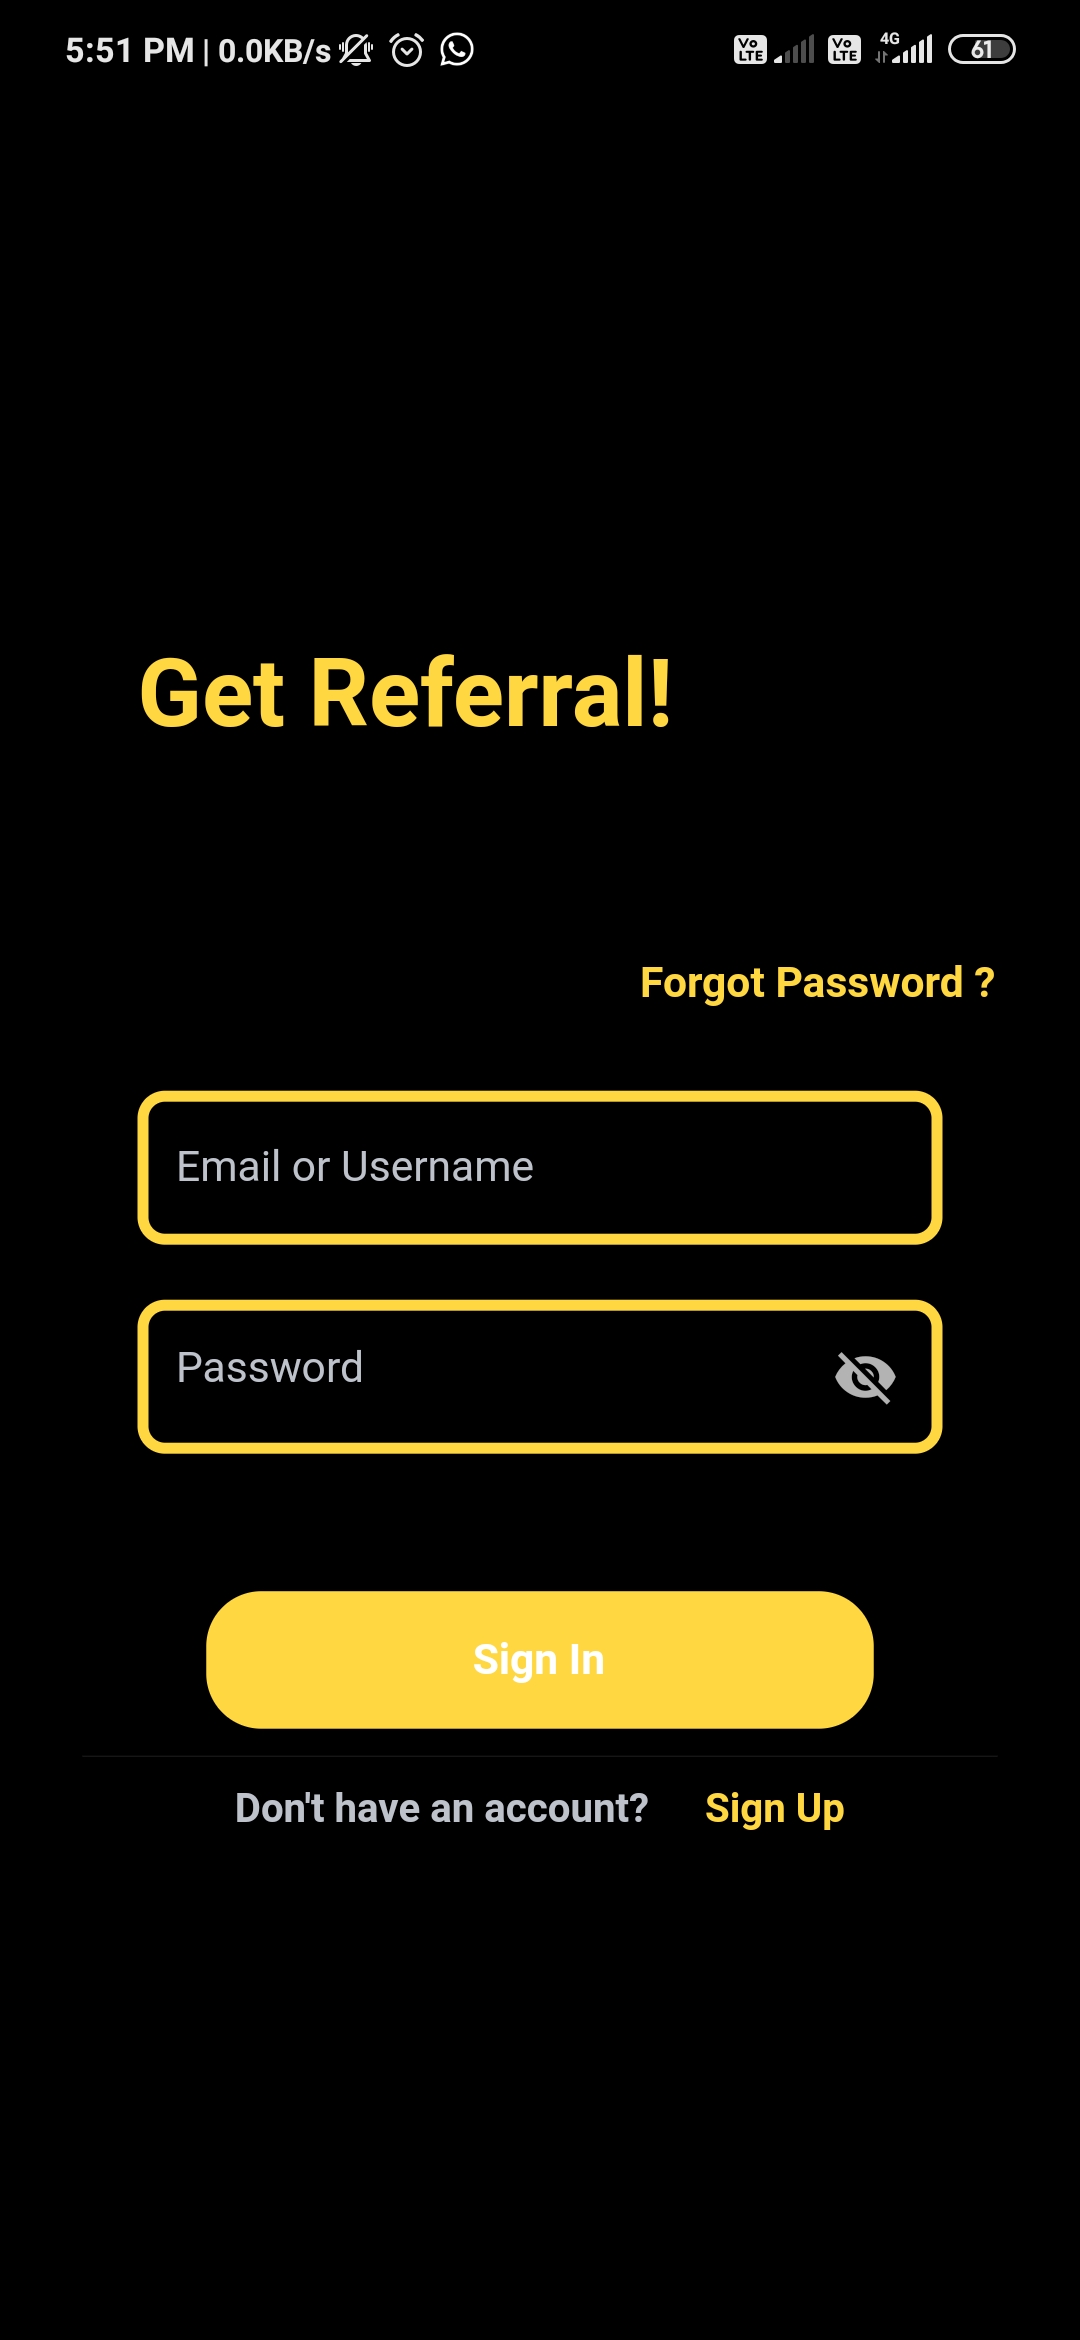 5:51 PM | 0.0KB/s Vo LTE Vo LTE 4G 61
Get Referral!
Forgot Password ?
Email or Username
Password
Sign In
Don't have an account? Sign Up